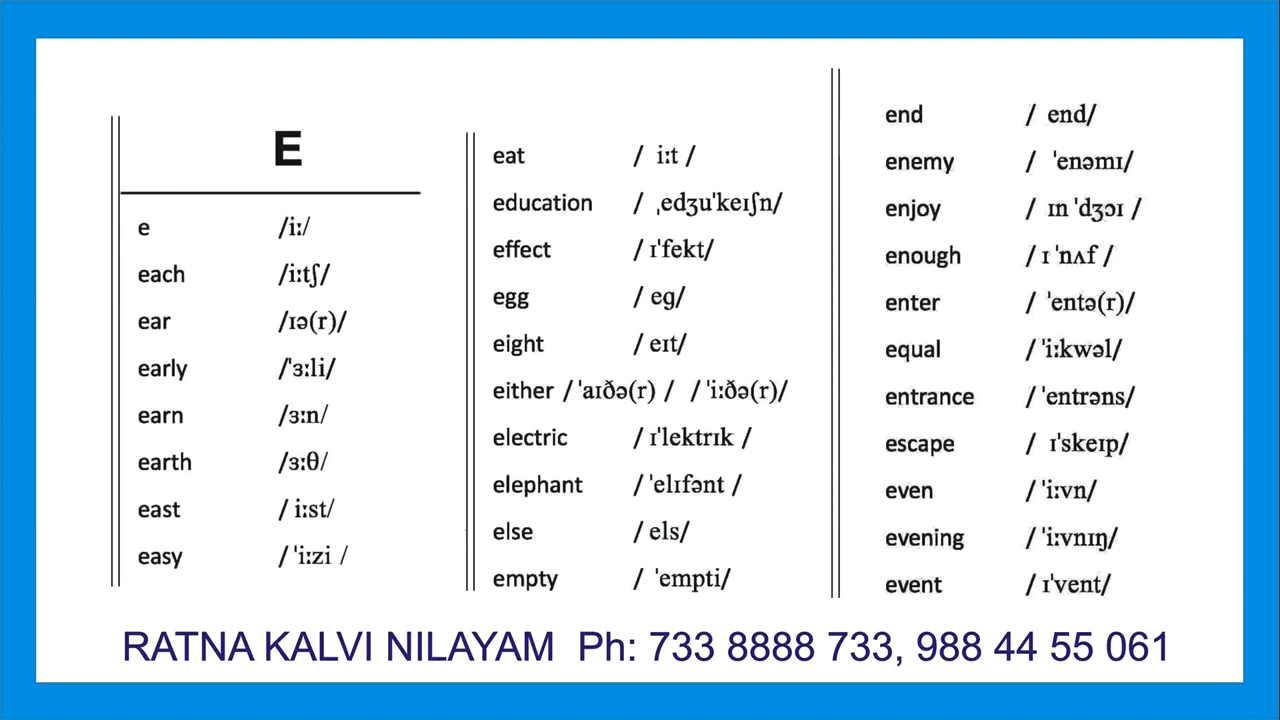 E
e /iː/
each /iːtʃ/
ear /ɪə(r)/
early /ˈɜːli/
earn /ɜːn/
earth /ɜːθ/
east / iːst/
easy / ˈiːzi /
eat / iːt /
education / ˌedʒuˈkeɪʃn/
effect / ɪˈfekt/
egg / eg/
eight / eɪt/
either / ˈaɪðə(r) / / ˈiːðə(r)/
electric / ɪˈlektrɪk /
elephant / ˈelɪfənt /
else / els/
empty / ˈempti/
end / end/
enemy / ˈenəmɪ/
enjoy / ɪn ˈdʒɔɪ /
enough / ɪ ˈnʌf /
enter / ˈentə(r)/
equal / ˈiːkwəl/
entrance / ˈentrəns/
escape / ɪˈskeɪp/
even / ˈiːvn/
evening / ˈiːvnɪŋ/
event / ɪˈvent/
RATNA KALVI NILAYAM Ph: 733 8888 733, 988 44 55 061